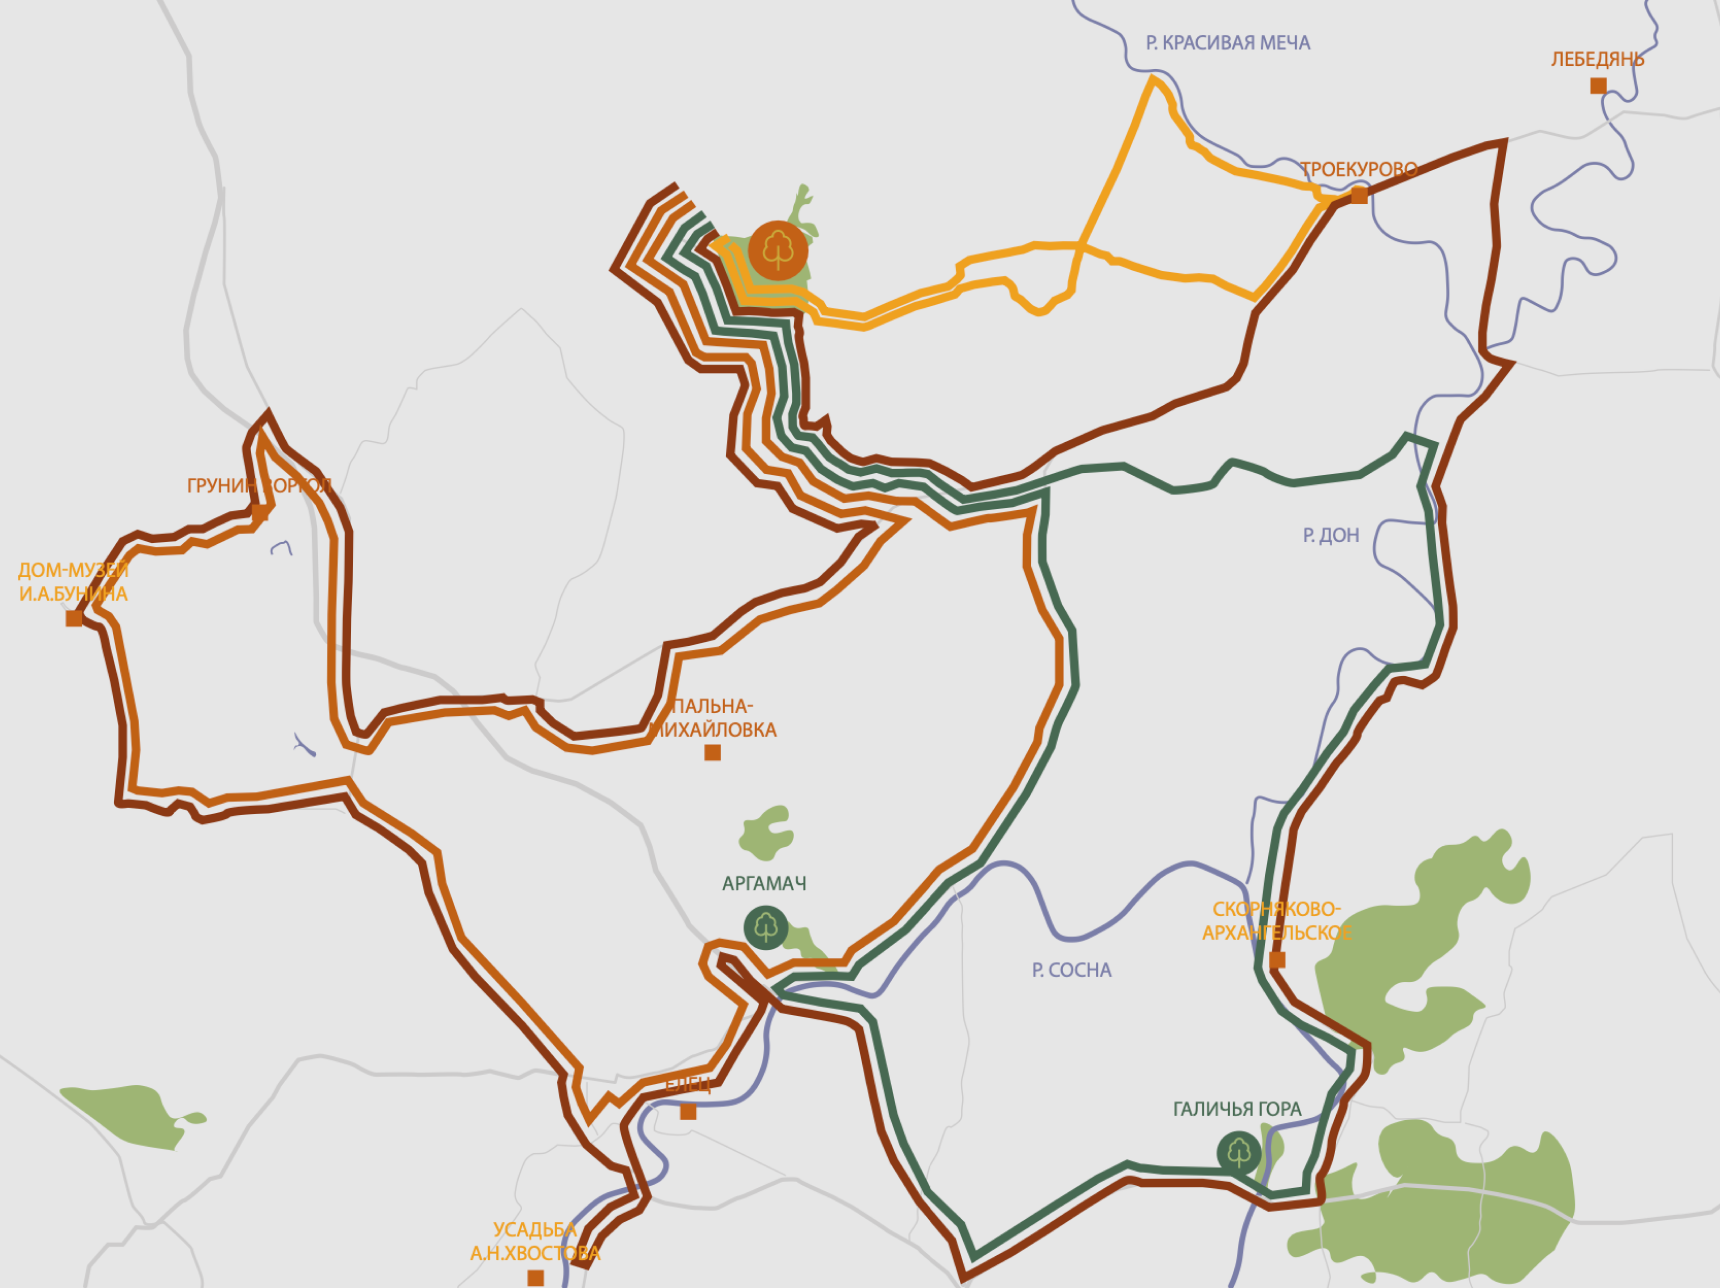 Р. КРАСИВАЯ МЕЧА
ЛЕБЕДЯНЬ
ТРОЕКУРОВО
ГРУНИН ВОРГОЛ
Р. ДОН
ДОМ-МУЗЕЙ
И.А.БУНИНА
ПАЛЬНА-
МИХАЙЛОВКА
АРГАМАЧ
СКОРНЯКОВО-
АРХАНГЕЛЬСКОЕ
Р. СОСНА
ЕЛЕЦ
ГАЛИЧЬЯ ГОРА
УСАДЬБА
А.Н.ХВОСТОВА